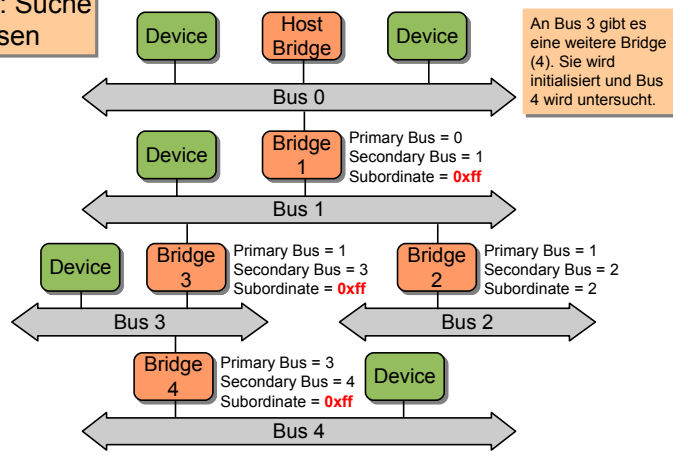 : Suche
sen
Device
Host
Bridge
Device
An Bus 3 gibt es
eine weitere Bridge
(4). Sie wird
initialisiert und Bus
4 wird untersucht.
Bus 0
Device
Bridge
1
Primary Bus = 0
Secondary Bus = 1
Subordinate = 0xff
Bus 1
Device
Bridge
3
Primary Bus = 1
Secondary Bus = 3
Subordinate = 0xff
Bridge
2
Primary Bus = 1
Secondary Bus = 2
Subordinate = 2
Bus 3
Bus 2
Bridge
4
Primary Bus = 3
Secondary Bus = 4
Subordinate = 0xff
Device
Bus 4